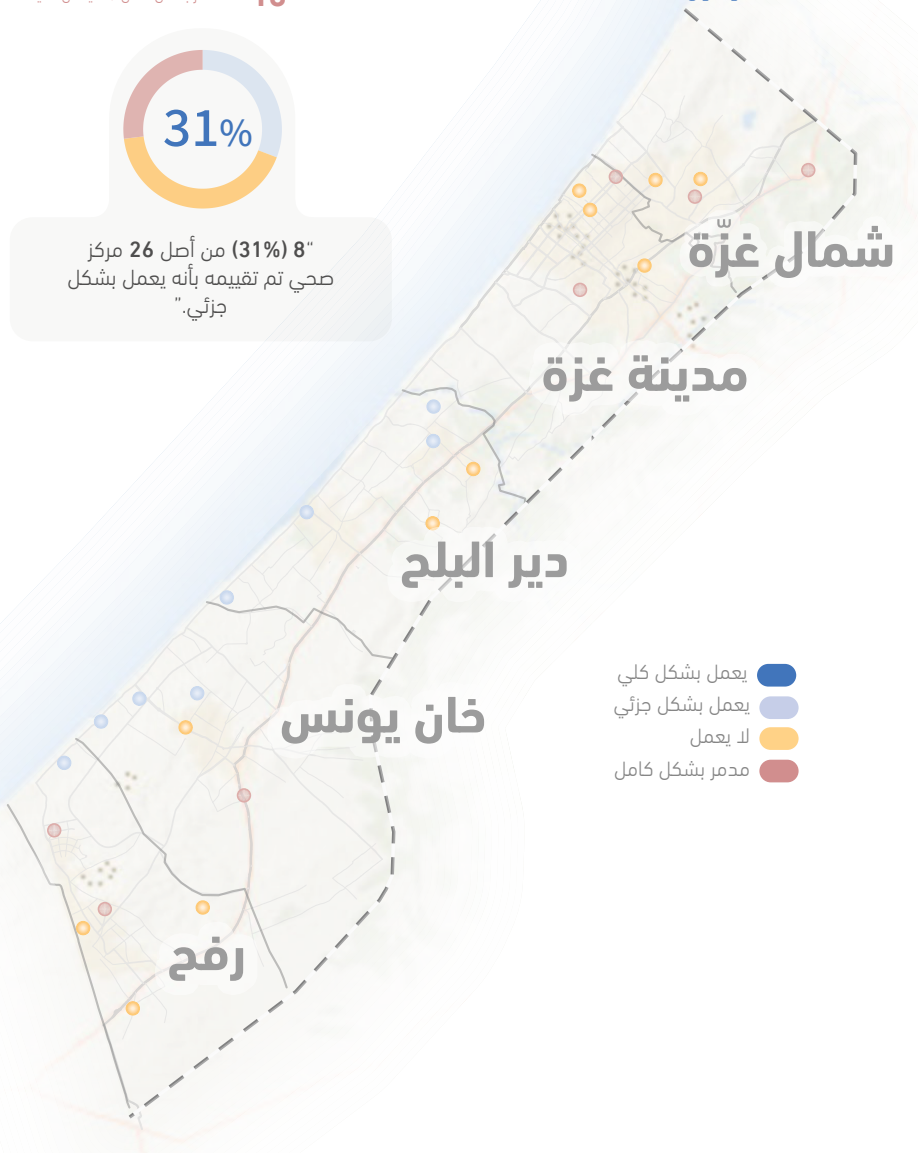 31%
“8 (31%) من أصل 26 مركز
صحي تم تقييمه بأنه يعمل بشكل
جزئي.”
شمال غزّة
مدينة غزة
دير البلح
خان يونس
رفح
يعمل بشكل كلي
يعمل بشكل جزئي
لا يعمل
مدمر بشكل كامل